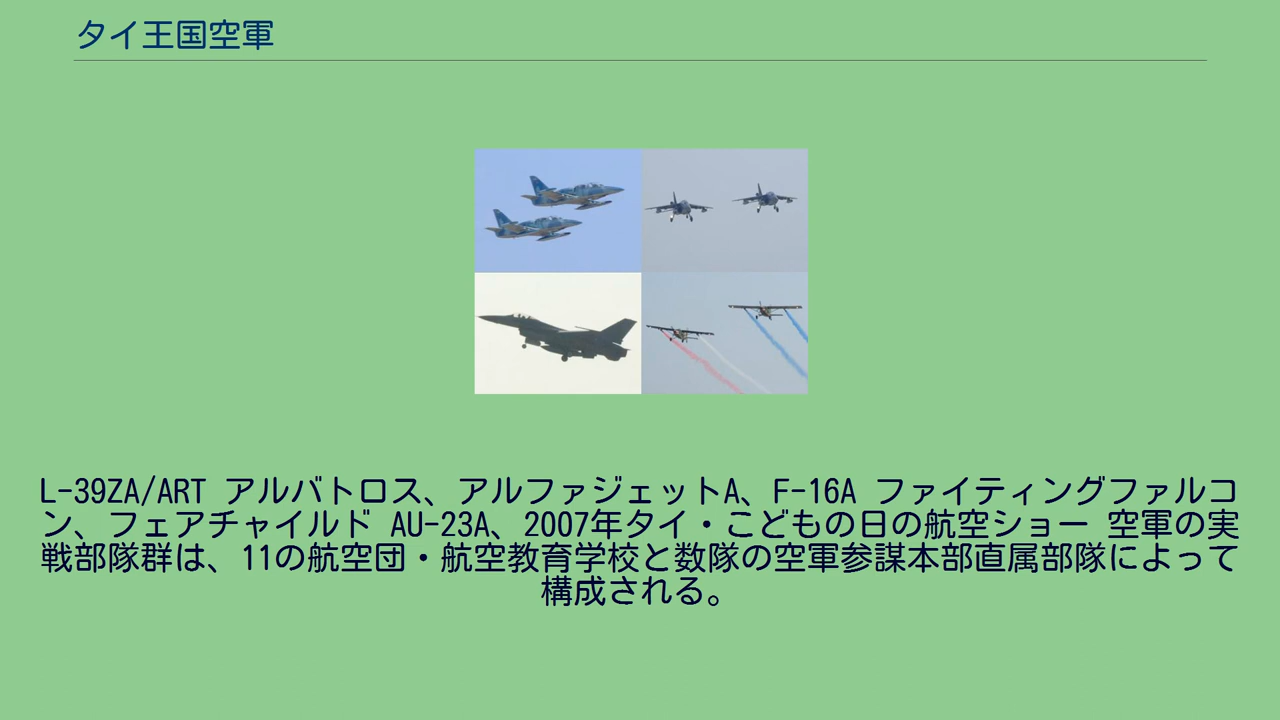 タイ王国空軍
L-39ZA/ART アルバトロス、アルファジェットA、F-16A ファイティングファルコ
ン、フェアチャイルド AU-23A、2007年タイ・こどもの日の航空ショー 空軍の実
戦部隊群は、11の航空団・航空教育学校と数隊の空軍参謀本部直属部隊によって
構成される。